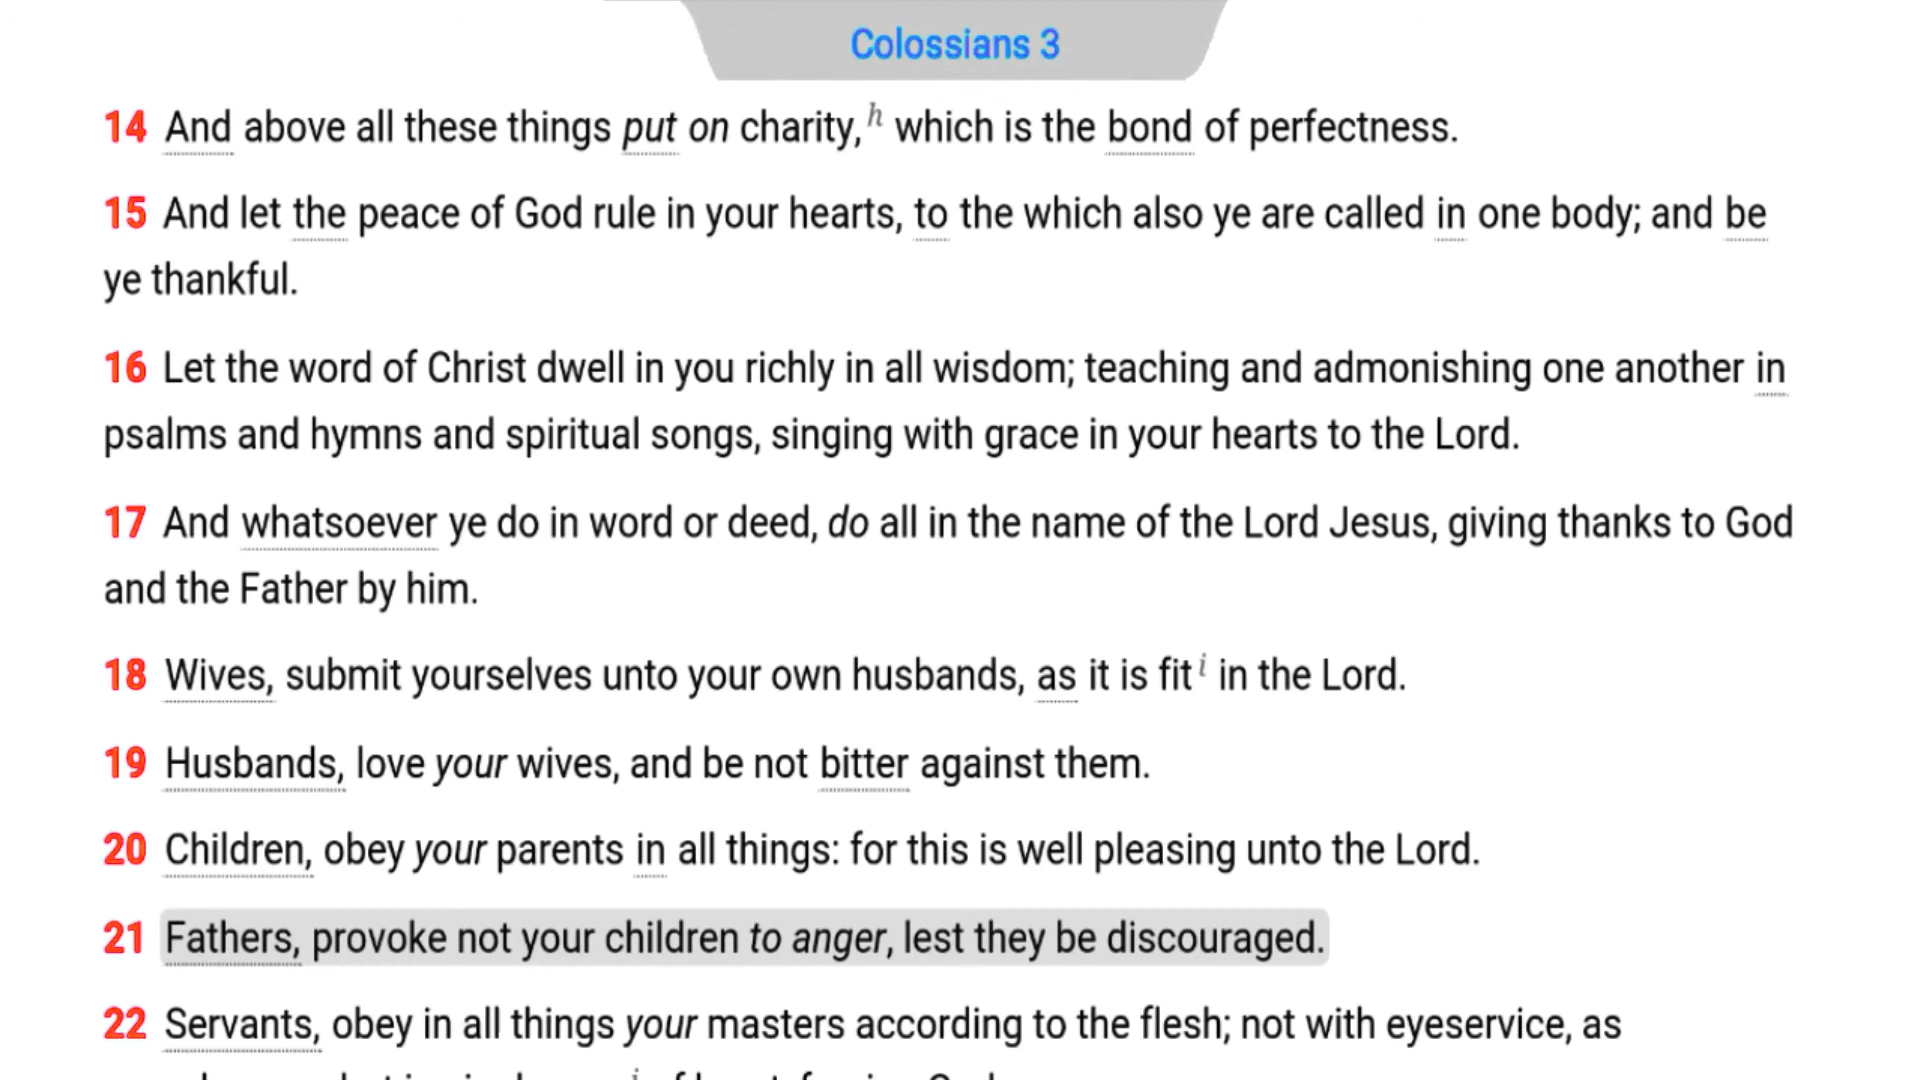 Colossians 3
14 And above all these things put on charity,h which is the bond of perfectness.
15 And let the peace of God rule in your hearts, to the which also ye are called in one body; and be
ye thankful.
16 Let the word of Christ dwell in you richly in all wisdom; teaching and admonishing one another in
psalms and hymns and spiritual songs, singing with grace in your hearts to the Lord.
17 And whatsoever ye do in word or deed, do all in the name of the Lord Jesus, giving thanks to God
and the Father by him.
18 Wives, submit yourselves unto your own husbands, as it is fit i in the Lord.
19 Husbands, love your wives, and be not bitter against them.
20 Children, obey your parents in all things: for this is well pleasing unto the Lord.
21 Fathers, provoke not your children to anger, lest they be discouraged.
22 Servants, obey in all things your masters according to the flesh; not with eyeservice, as